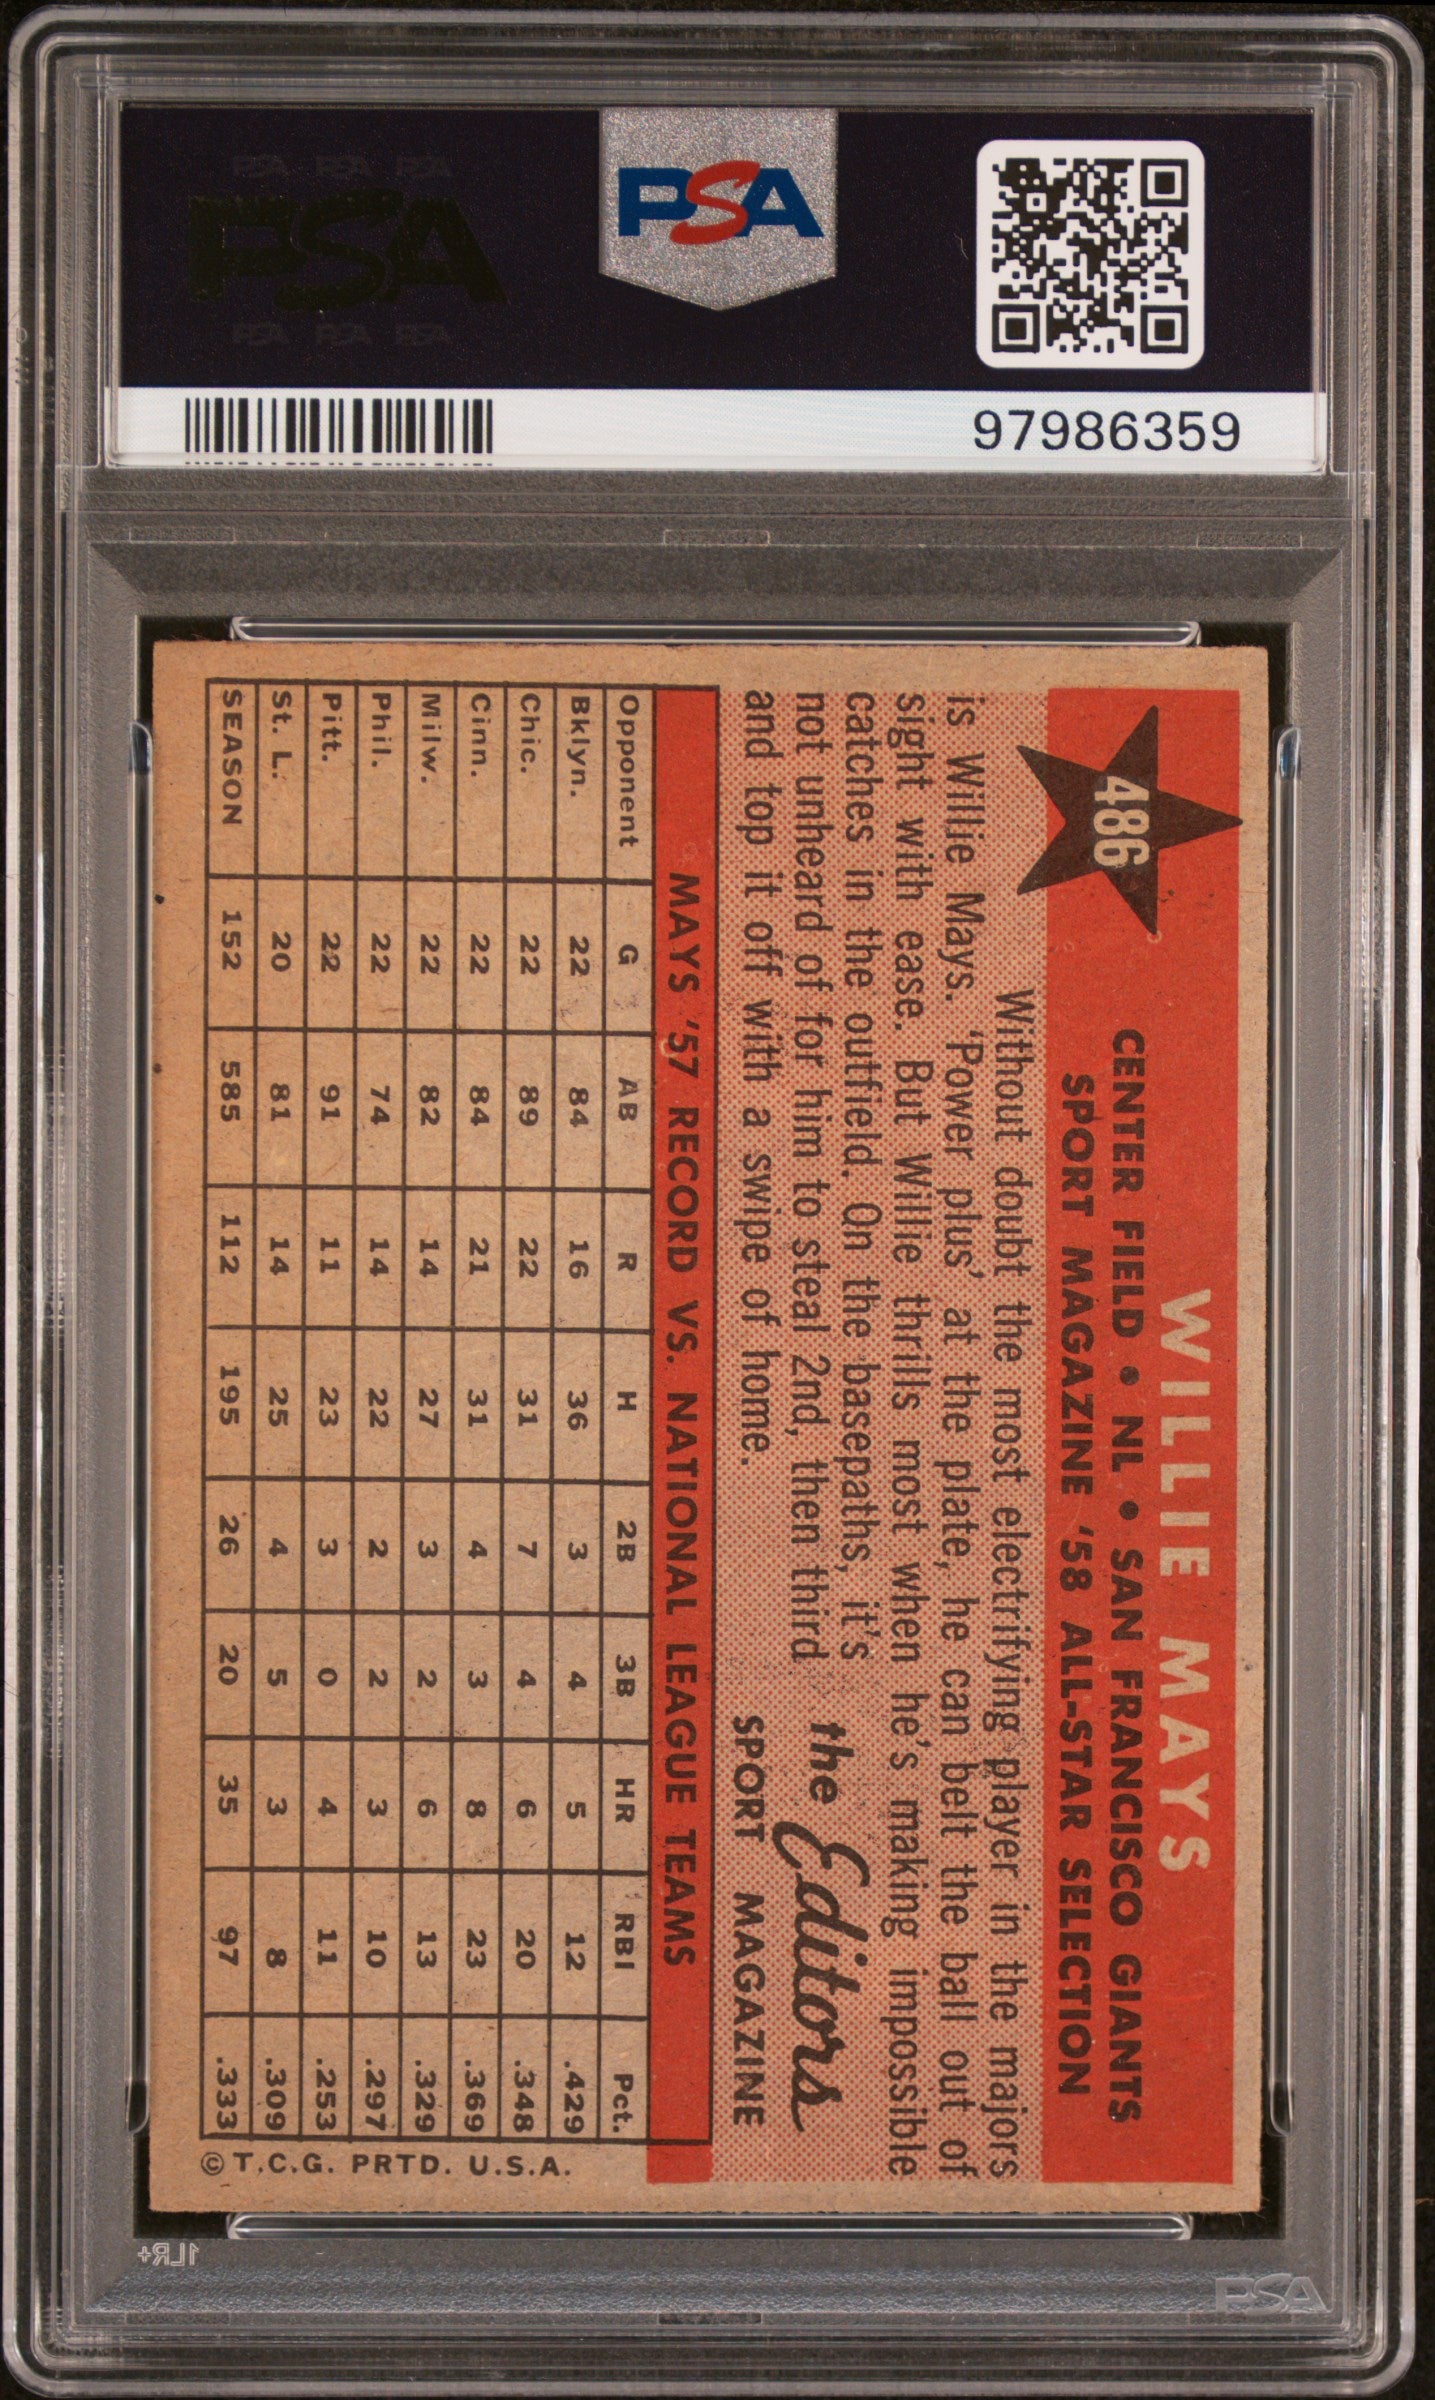 PSA PSA PSA
PSA
PSA PSA PSA
PSA
97986359
486
WILLIE MAYS
CENTER FIELD • NL • SAN FRANCISCO GIANTS
SPORT MAGAZINE '58 ALL-STAR SELECTION
Without doubt the most electrifying player in the majors
is Willie Mays. 'Power plus' at the plate, he can belt the ball out of
sight with ease. But Willie thrills most when he's making impossible
catches in the outfield. On the basepaths, it's
not unheard of for him to steal 2nd, then third
and top it off with a swipe of home.
the Editors
SPORT MAGAZINE
MAYS '57 RECORD VS. NATIONAL LEAGUE TEAMS
Opponent G AB R H 2B 3B HR RBI Pct.
Bklyn. 22 84 16 36 3 4 5 12 .429
Chic. 22 89 22 31 7 4 6 20 .348
Cinn. 22 84 21 31 4 3 8 23 .369
Milw. 22 82 14 27 3 2 6 13 .329
Phil. 22 74 14 22 2 2 3 10 .297
Pitt. 22 91 11 23 3 0 4 11 .253
St. L. 20 81 14 25 4 5 3 8 .309
SEASON 152 585 112 195 26 20 35 97 .333
© T.C.G. PRTD. U.S.A.
1LR+
PSA